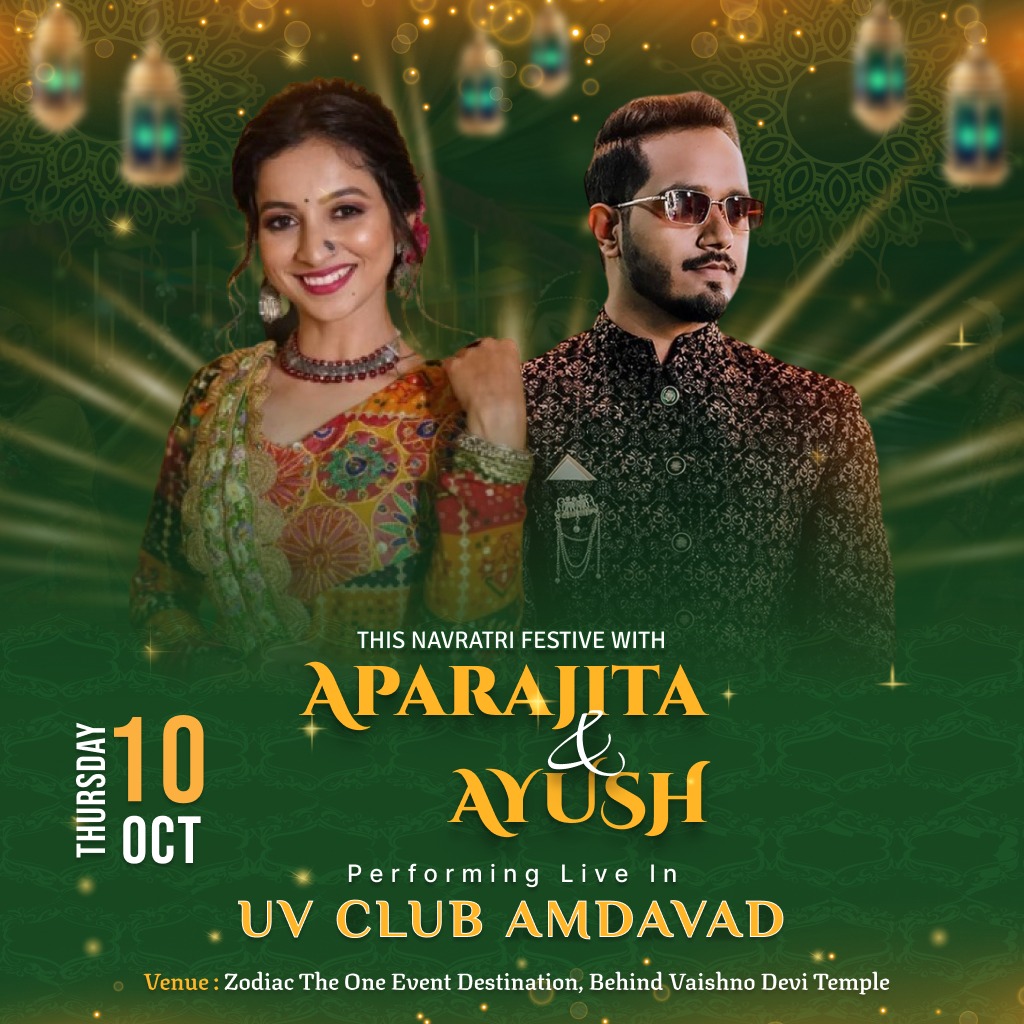 THIS NAVRATRI FESTIVE WITH
APARAJITA
&
AYUSH
THURSDAY
10
OCT
Performing Live In
UV CLUB AMDAVAD
Venue : Zodiac The One Event Destination, Behind Vaishno Devi Temple